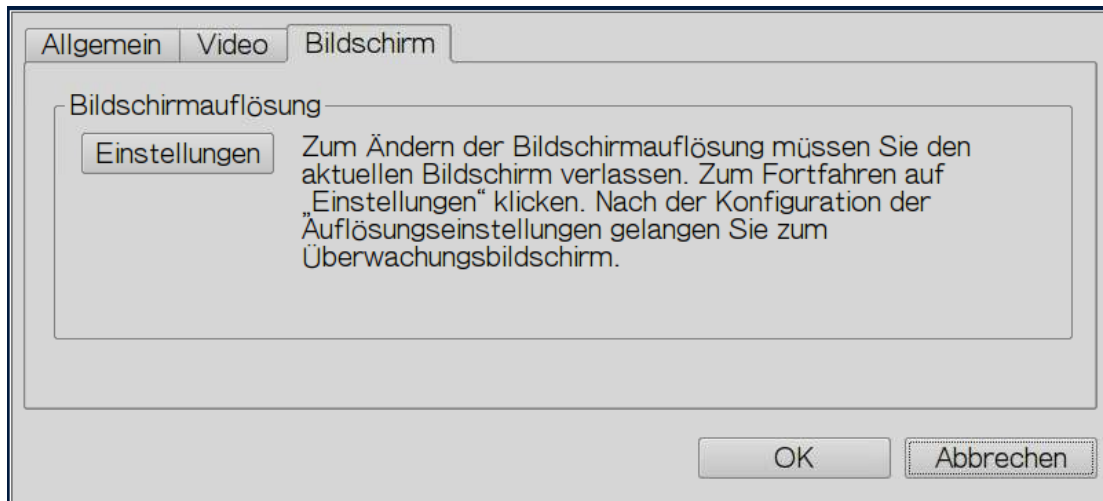 Allgemein Video Bildschirm
Bildschirmauflösung
Einstellungen
Zum Ändern der Bildschirmauflösung müssen Sie den
aktuellen Bildschirm verlassen. Zum Fortfahren auf
„Einstellungen“ klicken. Nach der Konfiguration der
Auflösungseinstellungen gelangen Sie zum
Überwachungsbildschirm.
OK Abbrechen